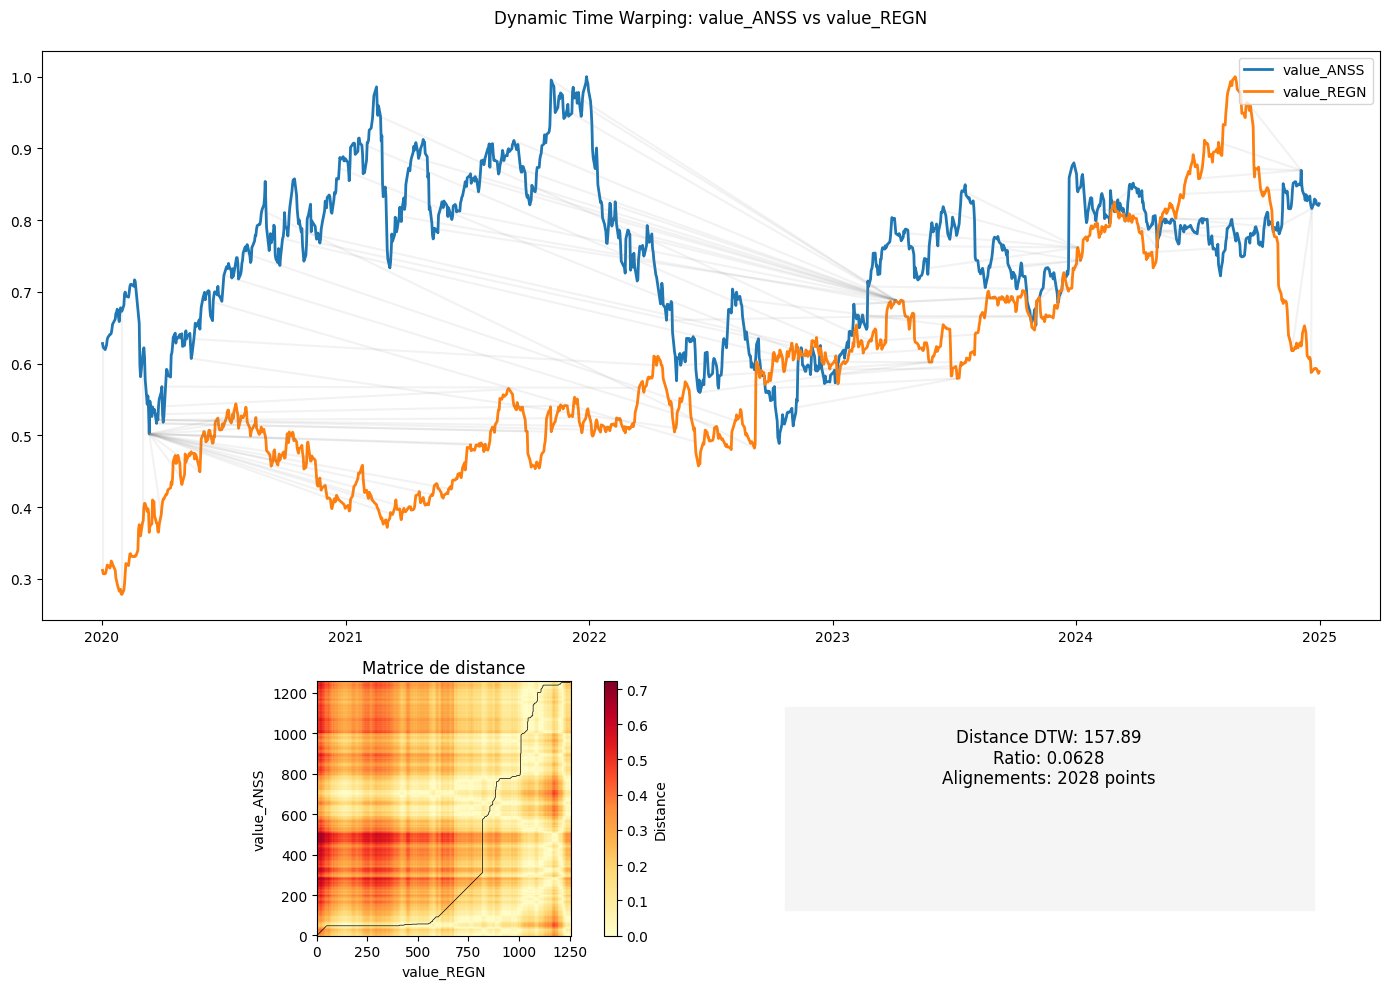 Dynamic Time Warping: value_ANSS vs value_REGN
value_ANSS
value_REGN
1.0
0.9
0.8
0.7
0.6
0.5
0.4
0.3
2020 2021 2022 2023 2024 2025
Matrice de distance
value_ANSS
1200
1000
800
600
400
200
0
0 250 500 750 1000 1250
value_REGN
0.7
0.6
0.5
0.4
0.3
0.2
0.1
0.0
Distance
Distance DTW: 157.89
Ratio: 0.0628
Alignements: 2028 points